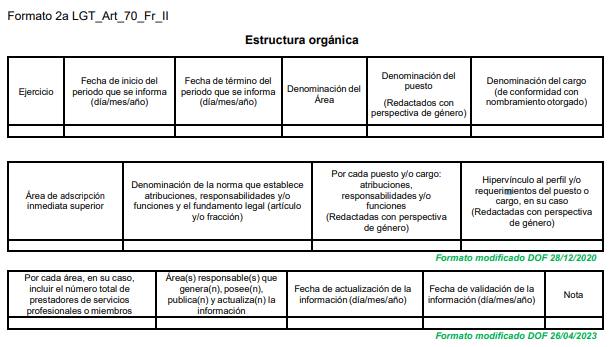 Formato 2a LGT_Art_70_Fr_II
Estructura orgánica
Ejercicio
Fecha de inicio del
periodo que se informa
(día/mes/año)
Fecha de término del
periodo que se informa
(día/mes/año)
Denominación del
Área
Denominación del
puesto
(Redactados con
perspectiva de género)
Denominación del cargo
(de conformidad con
nombramiento otorgado)
Área de adscripción
inmediata superior
Denominación de la norma que establece
atribuciones, responsabilidades y/o
funciones y el fundamento legal (artículo
y/o fracción)
Por cada puesto y/o cargo:
atribuciones,
responsabilidades y/o
funciones
(Redactados con perspectiva
de género)
Hipervínculo al perfil y/o
requerimientos del puesto o
cargo, en su caso
(Redactadas con perspectiva
de género)
Formato modificado DOF 28/12/2020
Por cada área, en su caso,
incluir el número total de
prestadores de servicios
profesionales o miembros
Área(s) responsable(s) que
genera(n), posee(n),
publica(n) y actualiza(n) la
información
Fecha de actualización de la
información (día/mes/año)
Fecha de validación de la
información (día/mes/año)
Nota
Formato modificado DOF 26/04/2023